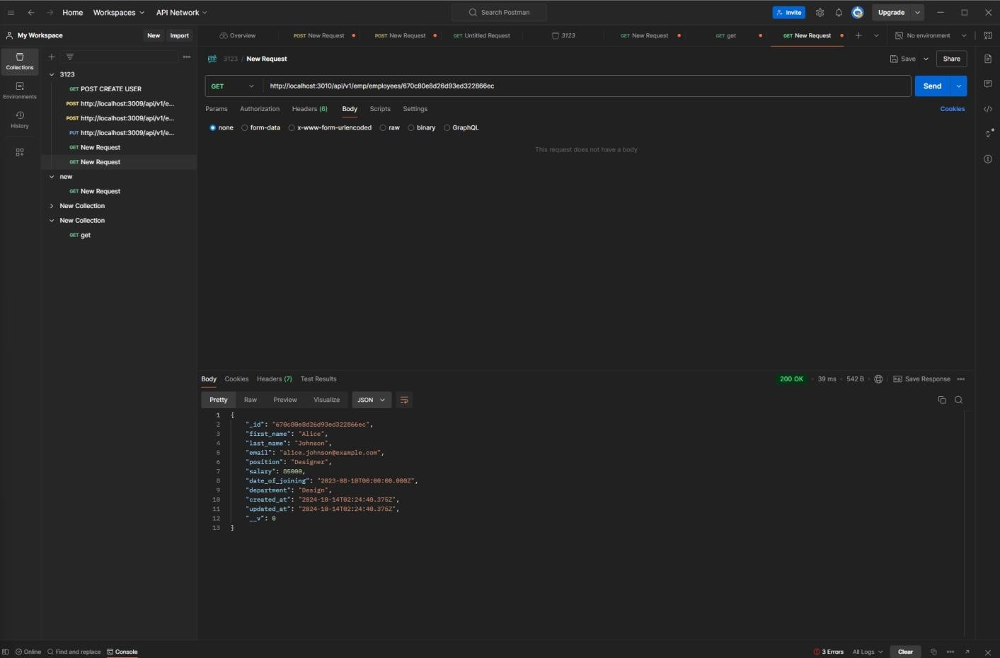 Home Workspaces API Network Search Postman Invite Upgrade
My Workspace New Import Overview POST New Request POST New Request GET Untitled Request 3123 GET New Request GET get GET New Request No environment
Collections
Environments
History
3123
GET POST CREATE USER
POST http://localhost:3009/api/v1/e...
POST http://localhost:3009/api/v1/e...
PUT http://localhost:3009/api/v1/e...
GET New Request
GET New Request
new
GET New Request
New Collection
New Collection
GET get
HTTP 3123 / New Request Save Share
GET http://localhost:3010/api/v1/emp/employees/670c80e8d26d93ed322866ec Send
Params Authorization Headers (6) Body Scripts Settings Cookies
none form-data x-www-form-urlencoded raw binary GraphQL
This request does not have a body
Body Cookies Headers (7) Test Results 200 OK 39 ms 542 B Save Response
Pretty Raw Preview Visualize JSON
1 {
2 "_id": "670c80e8d26d93ed322866ec",
3 "first_name": "Alice",
4 "last_name": "Johnson",
5 "email": "alice.johnson@example.com",
6 "position": "Designer",
7 "salary": 85000,
8 "date_of_joining": "2023-08-10T00:00:00.000Z",
9 "department": "Design",
10 "created_at": "2024-10-14T02:24:40.375Z",
11 "updated_at": "2024-10-14T02:24:40.375Z",
12 "__v": 0
13 }
Online Find and replace Console 3 Errors All Logs Clear